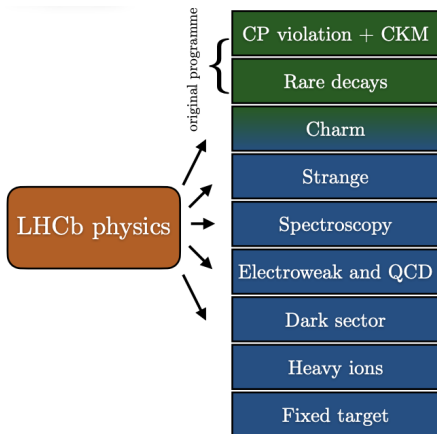 original programme
CP violation + CKM
Rare decays
Charm
Strange
LHCb physics
Spectroscopy
Electroweak and QCD
Dark sector
Heavy ions
Fixed target